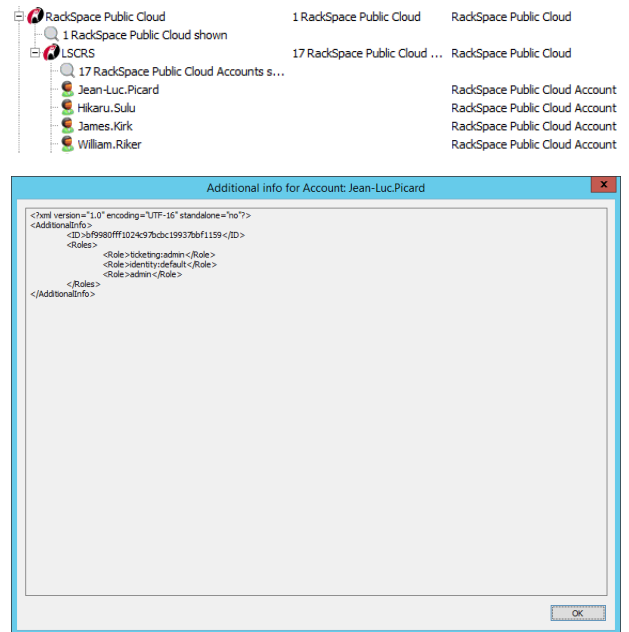 RackSpace Public Cloud 1 RackSpace Public Cloud RackSpace Public Cloud
1 RackSpace Public Cloud shown
LSCRS 17 RackSpace Public Cloud ... RackSpace Public Cloud
17 RackSpace Public Cloud Accounts s...
Jean-Luc.Picard RackSpace Public Cloud Account
Hikaru.Sulu RackSpace Public Cloud Account
James.Kirk RackSpace Public Cloud Account
William.Riker RackSpace Public Cloud Account
Additional info for Account: Jean-Luc.Picard
x
<?xml version="1.0" encoding="UTF-16" standalone="no"?>
<AdditionalInfo>
<ID>bf9980fff1024c97bcbc19937bbf1159</ID>
<Roles>
<Role>ticketing:admin</Role>
<Role>identity:default</Role>
<Role>admin</Role>
</Roles>
</AdditionalInfo>
OK